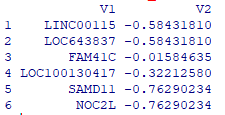 V1 V2
1 LINC00115 -0.58431810
2 LOC643837 -0.58431810
3 FAM41C -0.01584635
4 LOC100130417 -0.32212580
5 SAMD11 -0.76290234
6 NOC2L -0.76290234